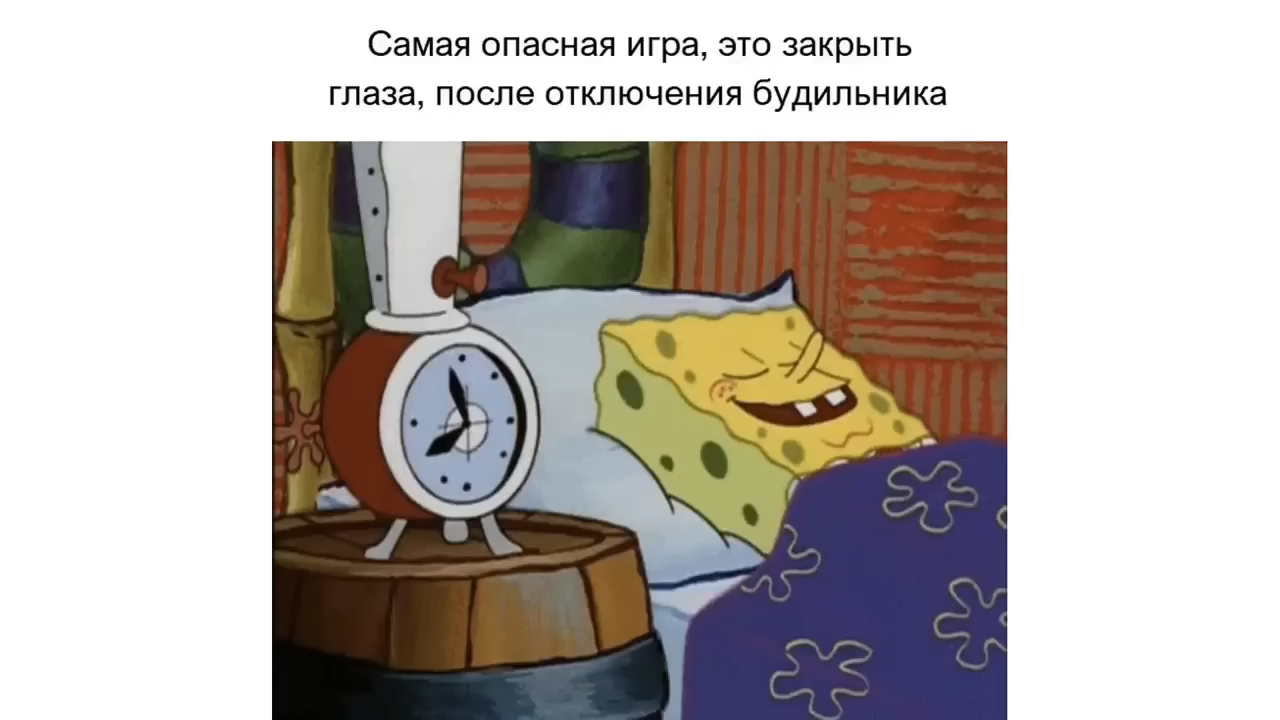 Самая опасная игра, это закрыть
глаза, после отключения будильника